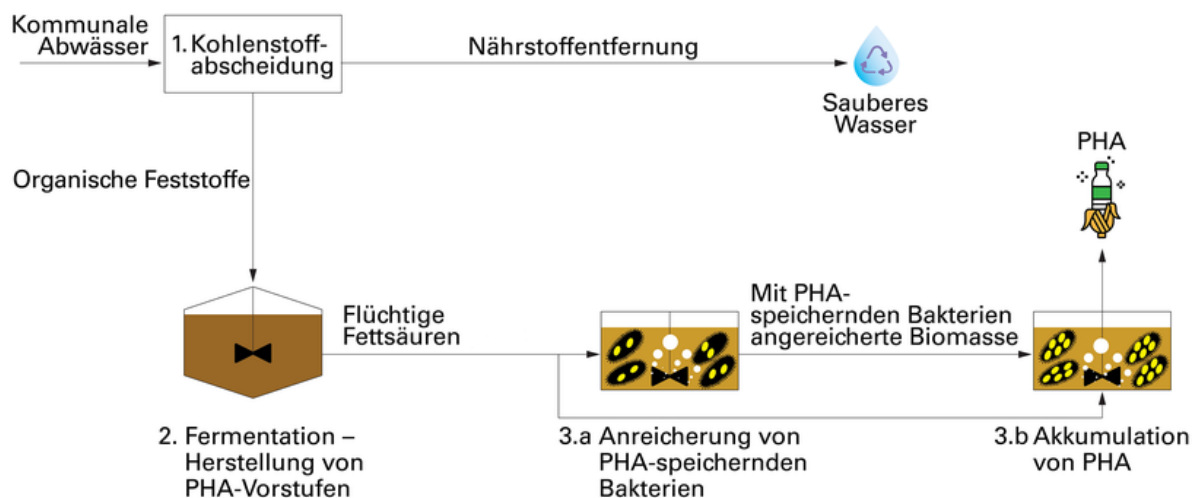 Kommunale
Abwässer
1. Kohlenstoff-
abscheidung
Nährstoffentfernung
Sauberes
Wasser
PHA
Organische Feststoffe
Flüchtige
Fettsäuren
Mit PHA-
speichernden Bakterien
angereicherte Biomasse
2. Fermentation –
Herstellung von
PHA-Vorstufen
3.a Anreicherung von
PHA-speichernden
Bakterien
3.b Akkumulation
von PHA